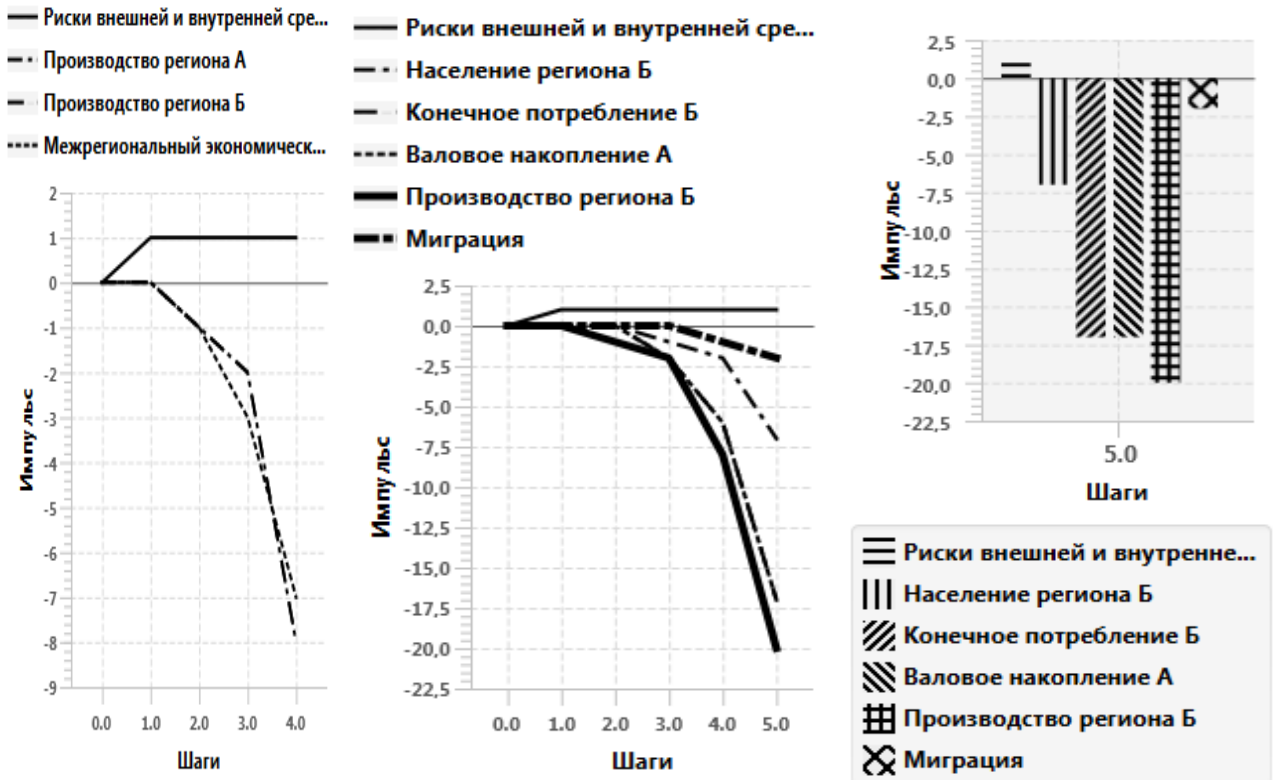 Риски внешней и внутренней сре...
Производство региона А
Производство региона Б
Межрегиональный экономическ...
Импульс
2
1
0
-1
-2
-3
-4
-5
-6
-7
-8
-9
0.0 1.0 2.0 3.0 4.0
Шаги
Риски внешней и внутренней сре...
Население региона Б
Конечное потребление Б
Валовое накопление А
Производство региона Б
Миграция
Импульс
2,5
0,0
-2,5
-5,0
-7,5
-10,0
-12,5
-15,0
-17,5
-20,0
-22,5
0.0 1.0 2.0 3.0 4.0 5.0
Шаги
Импульс
2,5
0,0
-2,5
-5,0
-7,5
-10,0
-12,5
-15,0
-17,5
-20,0
-22,5
5.0
Шаги
Риски внешней и внутренне...
Население региона Б
Конечное потребление Б
Валовое накопление А
Производство региона Б
Миграция